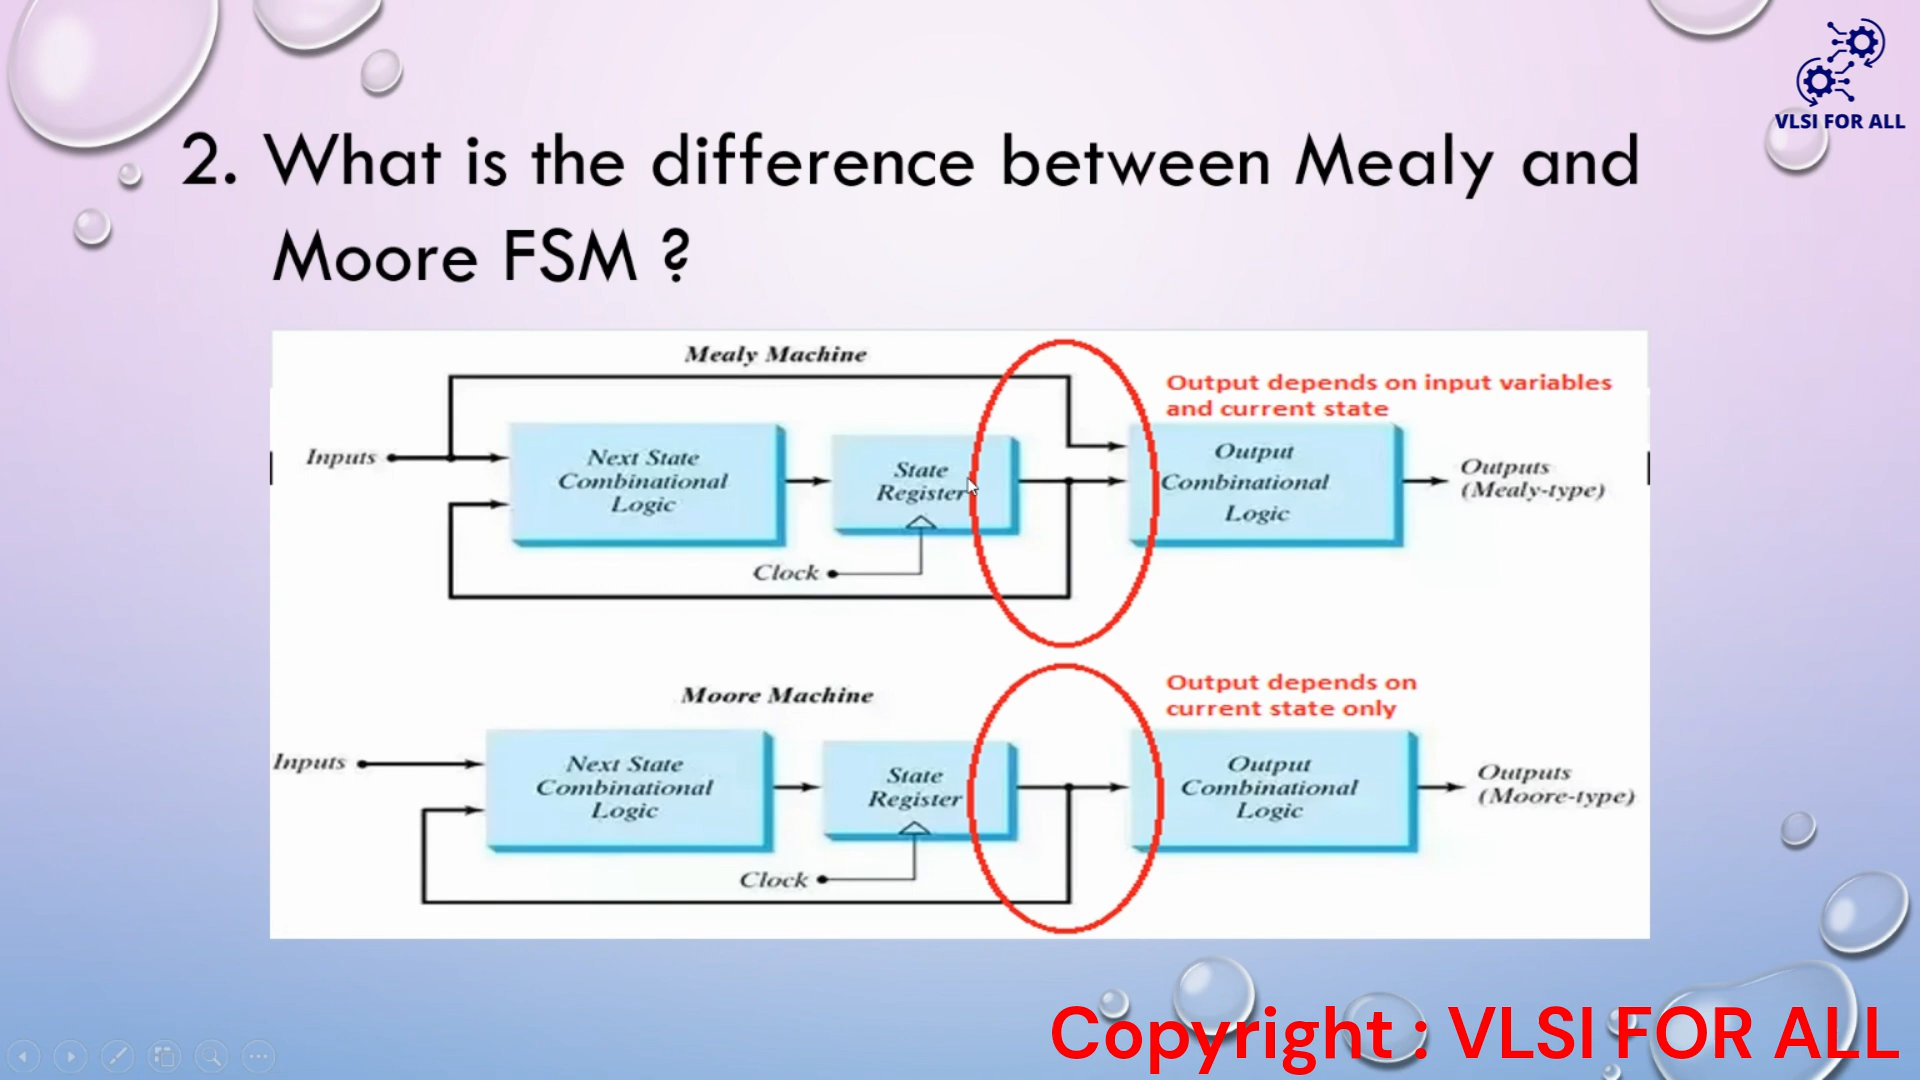 VLSI FOR ALL
2. What is the difference between Mealy and
Moore FSM ?
Mealy Machine
Output depends on input variables
and current state
Inputs
Next State
Combinational
Logic
State
Register
Clock
Output
Combinational
Logic
Outputs
(Mealy-type)
Moore Machine
Output depends on
current state only
Inputs
Next State
Combinational
Logic
State
Register
Clock
Output
Combinational
Logic
Outputs
(Moore-type)
Copyright : VLSI FOR ALL